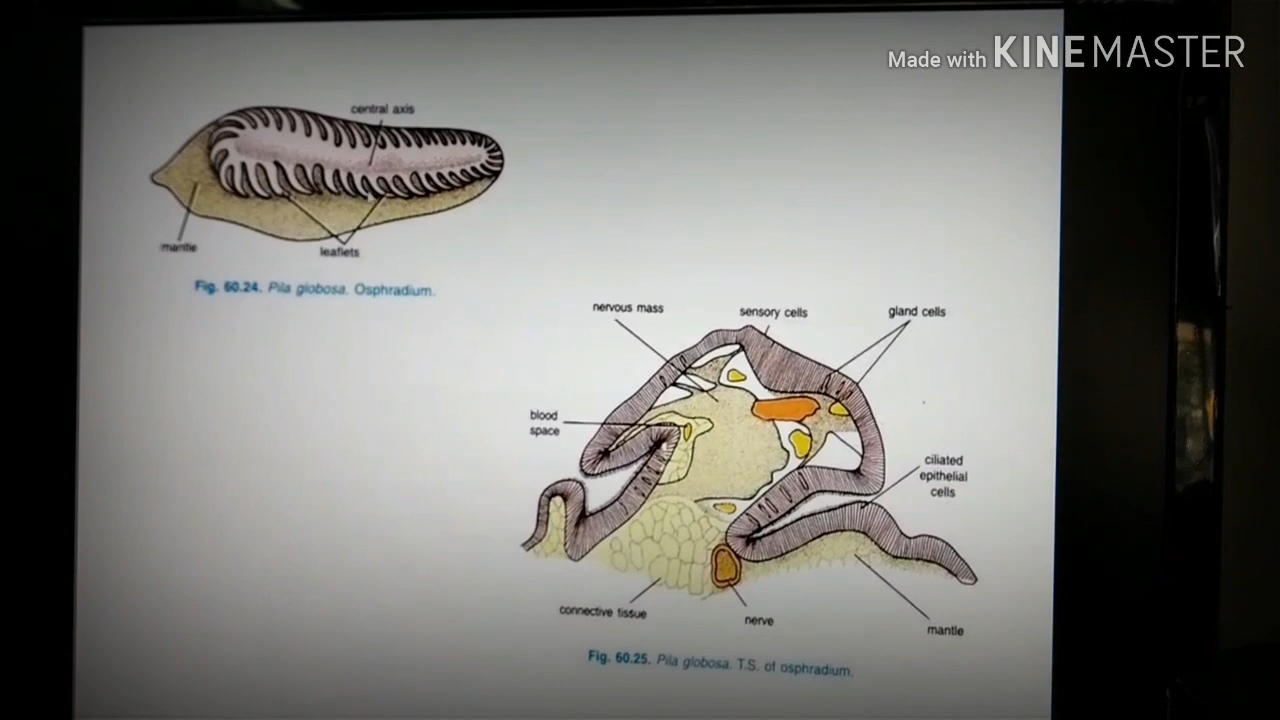 Made with KINEMASTER
central axis
mantle
leaflets
Fig. 60.24. Pila globosa. Osphradium.
nervous mass
sensory cells
gland cells
blood
space
ciliated
epithelial
cells
connective tissue
nerve
mantle
Fig. 60.25. Pila globosa. T.S. of osphradium.